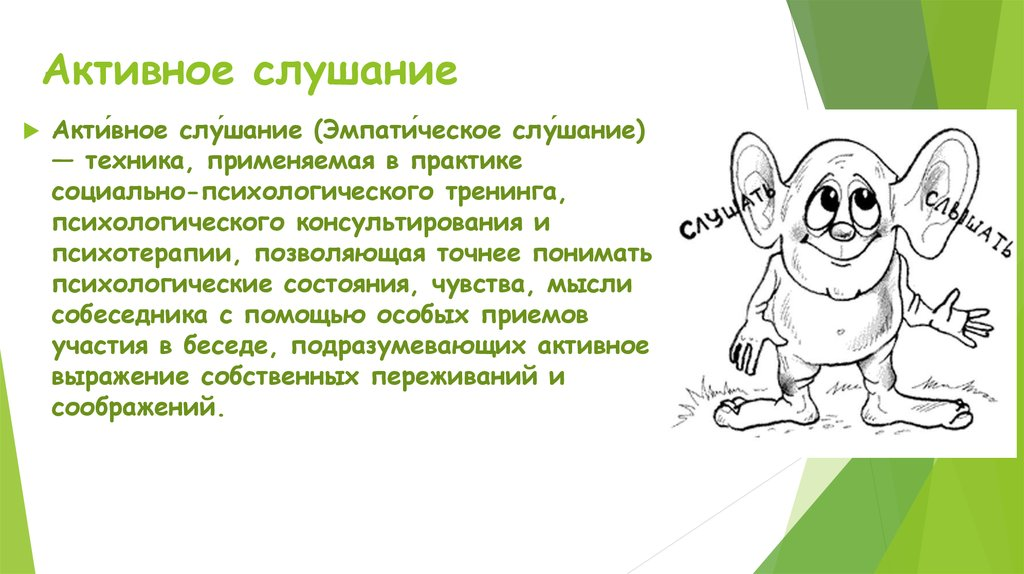 Активное слушание
Акти́вное слу́шание (Эмпати́ческое слу́шание)
— техника, применяемая в практике
социально-психологического тренинга,
психологического консультирования и
психотерапии, позволяющая точнее понимать
психологические состояния, чувства, мысли
собеседника с помощью особых приемов
участия в беседе, подразумевающих активное
выражение собственных переживаний и
соображений.
СЛУШАТЬ
СЛЫШАТЬ